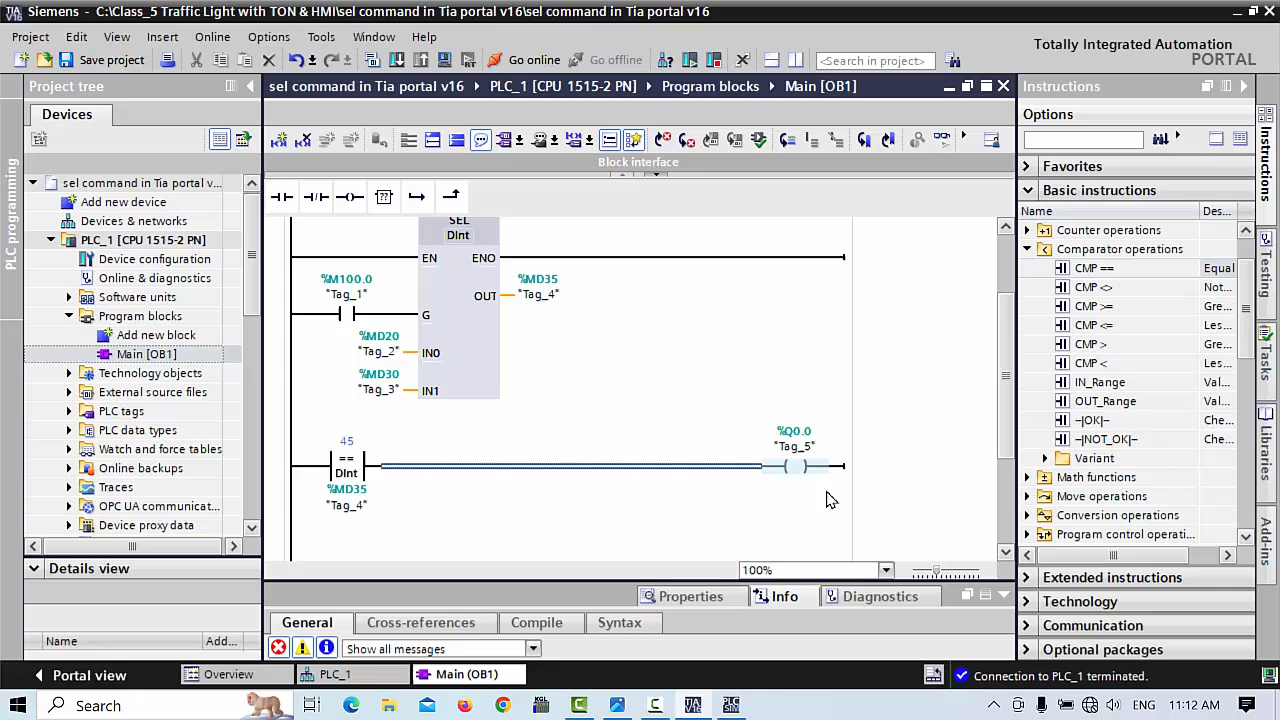 Siemens - C:\Class_5 Traffic Light with TON & HMI\sel command in Tia portal v16\sel command in Tia portal v16
Project Edit View Insert Online Options Tools Window Help
Totally Integrated Automation
PORTAL
Save project
Go online
Go offline
<Search in project>
Project tree
sel command in Tia portal v16 PLC_1 [CPU 1515-2 PN] Program blocks Main [OB1]
Instructions
Devices
Options
Block interface
PLC programming
sel command in Tia portal v...
Add new device
Devices & networks
PLC_1 [CPU 1515-2 PN]
Device configuration
Online & diagnostics
Software units
Program blocks
Add new block
Main [OB1]
Technology objects
External source files
PLC tags
PLC data types
Watch and force tables
Online backups
Traces
OPC UA communicat...
Device proxy data
Details view
Name Addr...
SEL
DInt
EN ENO
%M100.0
"Tag_1"
%MD35
"Tag_4"
OUT
G
%MD20
"Tag_2"
IN0
%MD30
"Tag_3"
IN1
45
==
DInt
%MD35
"Tag_4"
%Q0.0
"Tag_5"
100%
Properties
Info
Diagnostics
General
Cross-references
Compile
Syntax
Show all messages
Favorites
Basic instructions
Name Des...
Counter operations
Comparator operations
CMP == Equal
CMP <> Not...
CMP >= Gre...
CMP <= Les...
CMP > Gre...
CMP < Les...
IN_Range Val...
OUT_Range Val...
-|OK|- Che...
-|NOT_OK|- Che...
Variant
Math functions
Move operations
Conversion operations
Program control operati...
Extended instructions
Technology
Communication
Optional packages
Instructions
Testing
Tasks
Libraries
Add-ins
Portal view
Overview
PLC_1
Main (OB1)
Connection to PLC_1 terminated.
Search
11:12 AM